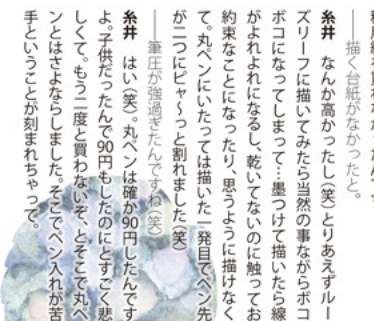 ――描く台紙がなかったと。
糸井　なんか高かったし（笑）とりあえずルー
ズリーフに描いてみたら当然の事ながらボコ
ボコになってしまって…墨つけて描いたら線
がよれよれになるし、乾いてないのに触ってお
約束なことになったり、思うように描けなく
て。丸ペンにいたっては描いた一発目でペン先
が二つにピャ～っと割れました（笑）
――筆圧が強過ぎたんですね（笑）
糸井　はい（笑）。丸ペンは確か90円したんです
よ。子供だったんで90円もしたのにとすごく悲
しくて。もう二度と買わないぞ、とそこで丸ペ
ンとはさよならしました。そこでペン入れが苦
手ということが刻まれちゃって。